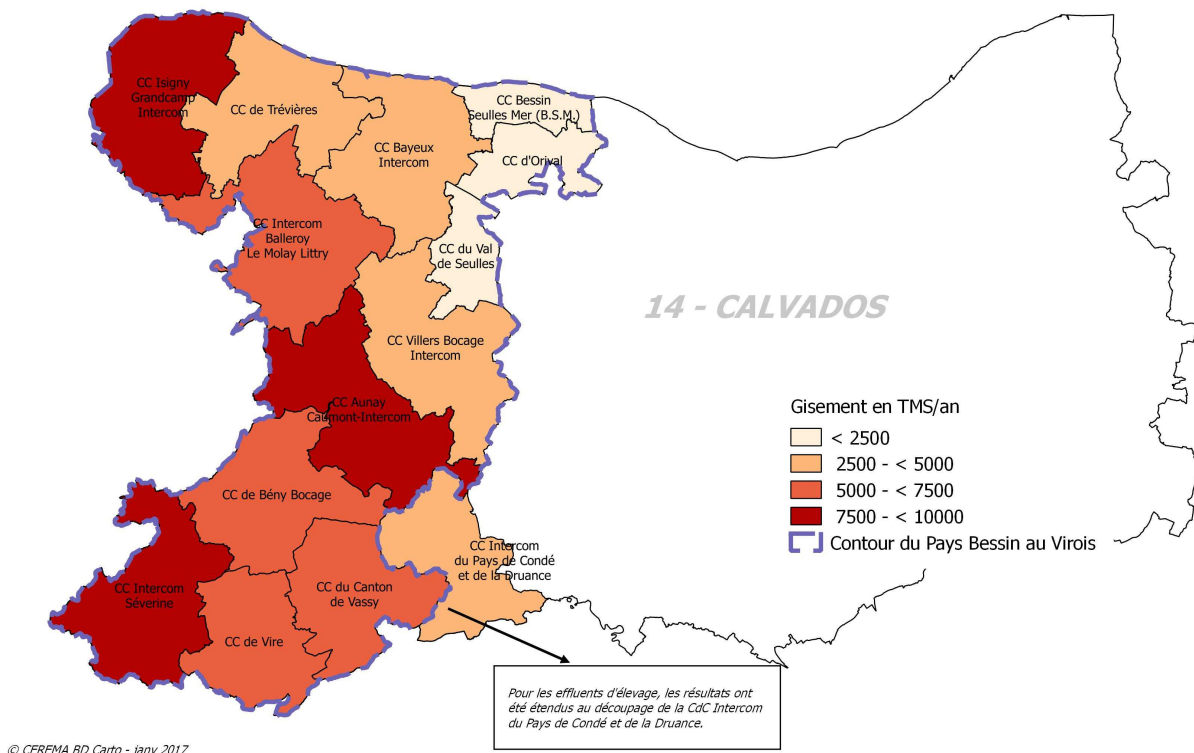 CC Isigny
Grandcamp
Intercom
CC de Trévières
CC Bessin
Seulles Mer (B.S.M.)
CC Bayeux
Intercom
CC d'Orival
CC Intercom
Balleroy
Le Molay Littry
CC du Val
de Seulles
14 - CALVADOS
CC Villers Bocage
Intercom
CC Aunay
Caumont-Intercom
Gisement en TMS/an
< 2500
2500 - < 5000
5000 - < 7500
7500 - < 10000
Contour du Pays Bessin au Virois
CC de Bény Bocage
CC Intercom
du Pays de Condé
et de la Druance
CC Intercom
Séverine
CC du Canton
de Vassy
CC de Vire
Pour les effluents d'élevage, les résultats ont
été étendus au découpage de la CdC Intercom
du Pays de Condé et de la Druance.
© CEREMA BD Carto - janv 2017